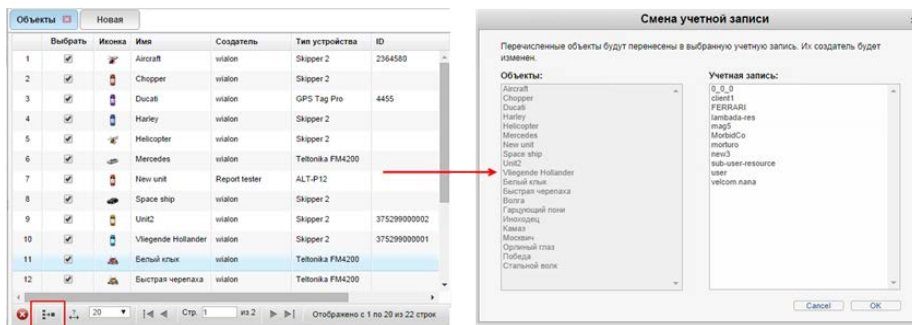 Объекты
Новая
Выбрать Иконка Имя Создатель Тип устройства ID
1 Aircraft wialon Skipper 2 2364580
2 Chopper wialon Skipper 2
3 Ducati wialon GPS Tag Pro 4455
4 Harley wialon Skipper 2
5 Helicopter wialon Skipper 2
6 Mercedes wialon Teltonika FM4200
7 New unit Report tester ALT-P12
8 Space ship wialon Skipper 2
9 Unit2 wialon Skipper 2 375299000002
10 Vliegende Hollander wialon Skipper 2 375299000001
11 Белый клык wialon Teltonika FM4200
12 Быстрая черепаха wialon Teltonika FM4200
20 Стр. 1 из 2 Отображено с 1 по 20 из 22 строк
Смена учетной записи
Перечисленные объекты будут перенесены в выбранную учетную запись. Их создатель будет
изменен.
Объекты:
Aircraft
Chopper
Ducati
Harley
Helicopter
Mercedes
New unit
Space ship
Unit2
Vliegende Hollander
Белый клык
Быстрая черепаха
Волга
Гарцующий пони
Иноходец
Камаз
Москвич
Орлиный глаз
Победа
Стальной волк
Учетная запись:
0_0_0
client1
FERRARI
lambada-res
mag5
MorbidCo
morturo
new3
sub-user-resource
user
velcom.nana
Cancel OK